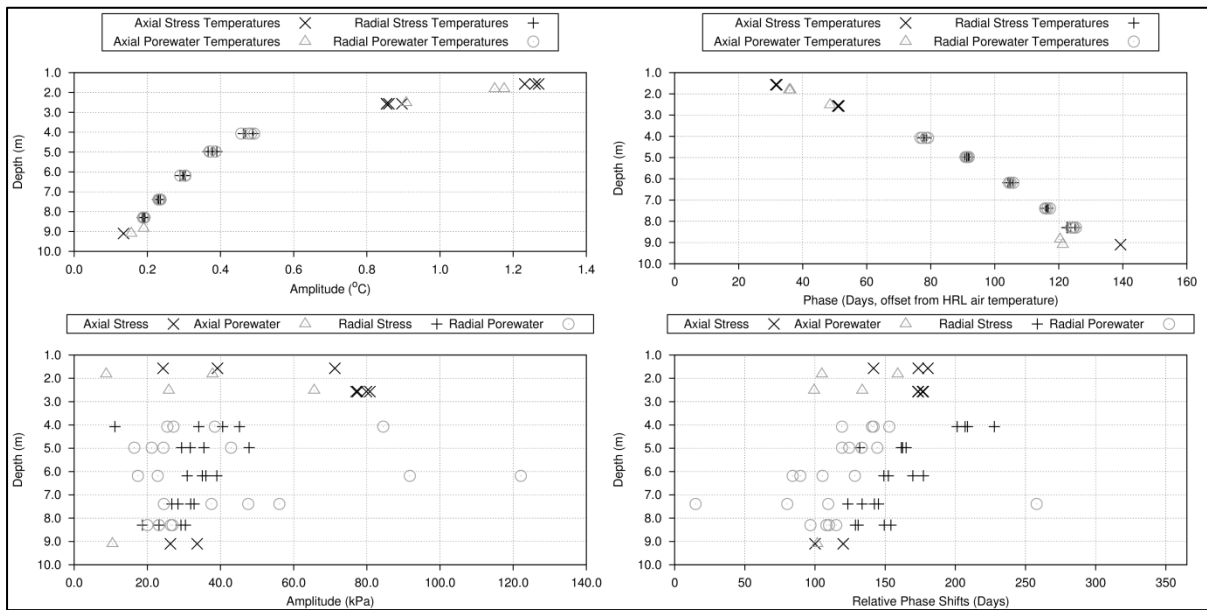 Axial Stress Temperatures Radial Stress Temperatures
Axial Porewater Temperatures Radial Porewater Temperatures
1.0
2.0
3.0
4.0
5.0
6.0
7.0
8.0
9.0
10.0
Depth (m)
0.0 0.2 0.4 0.6 0.8 1.0 1.2 1.4
Amplitude (°C)
Axial Stress Temperatures Radial Stress Temperatures
Axial Porewater Temperatures Radial Porewater Temperatures
1.0
2.0
3.0
4.0
5.0
6.0
7.0
8.0
9.0
10.0
Depth (m)
0 20 40 60 80 100 120 140 160
Phase (Days, offset from HRL air temperature)
Axial Stress Axial Porewater Radial Stress Radial Porewater
1.0
2.0
3.0
4.0
5.0
6.0
7.0
8.0
9.0
10.0
Depth (m)
0.0 20.0 40.0 60.0 80.0 100.0 120.0 140.0
Amplitude (kPa)
Axial Stress Axial Porewater Radial Stress Radial Porewater
1.0
2.0
3.0
4.0
5.0
6.0
7.0
8.0
9.0
10.0
Depth (m)
0 50 100 150 200 250 300 350
Relative Phase Shifts (Days)